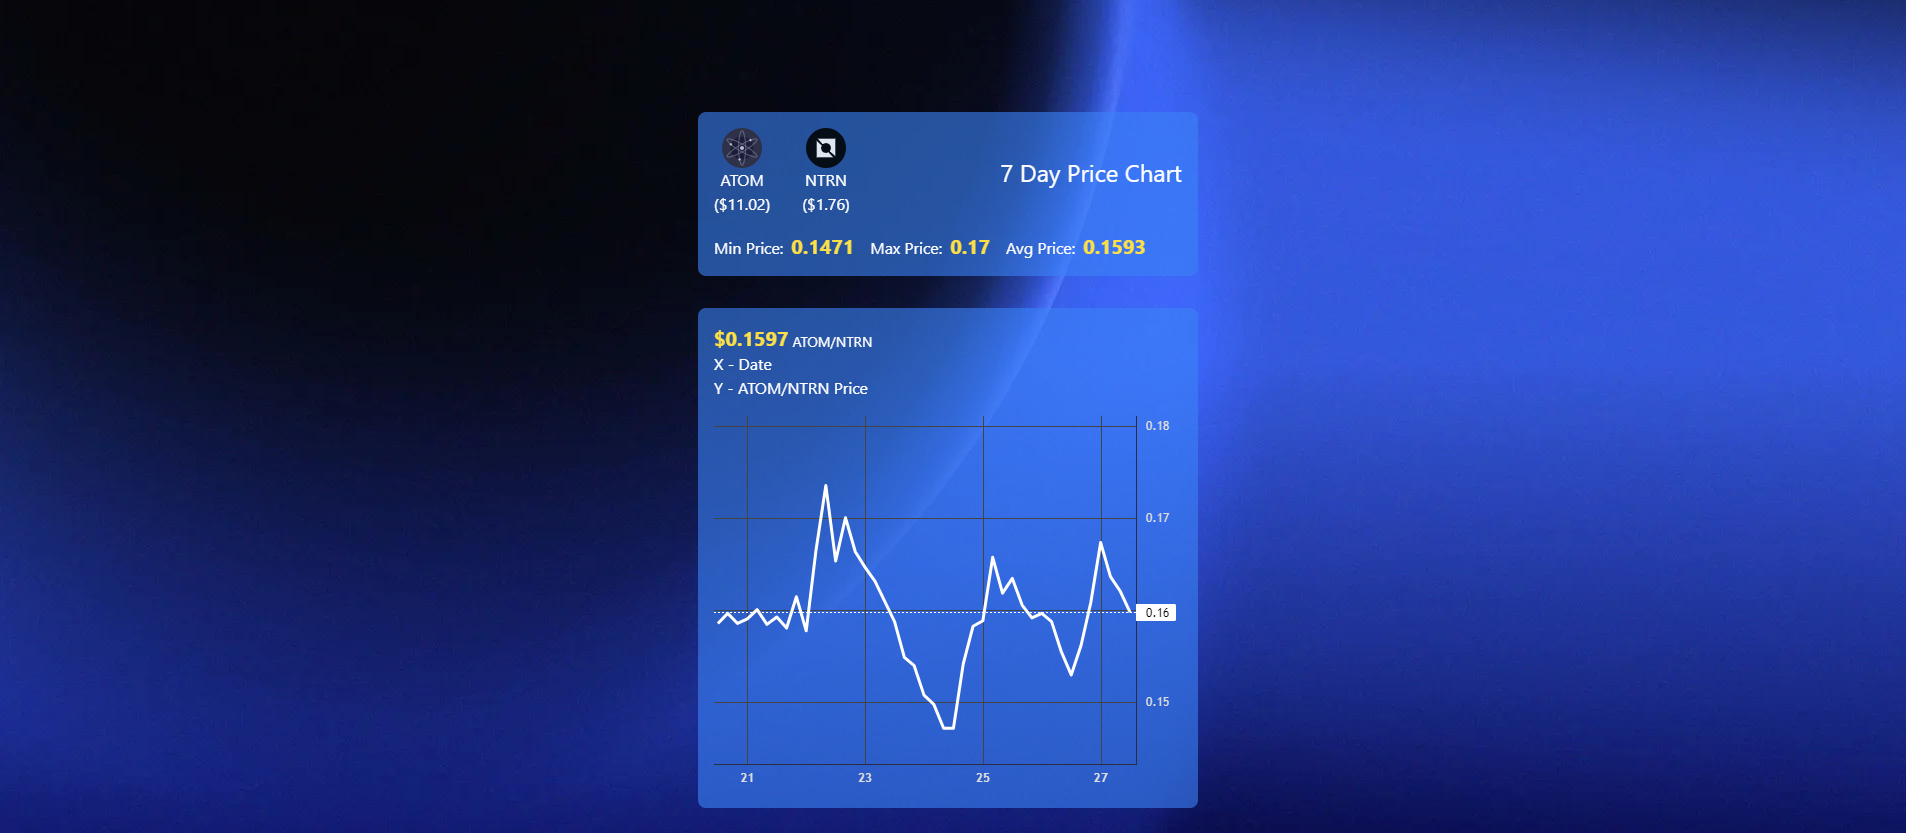 ATOM
($11.02)
NTRN
($1.76)
7 Day Price Chart
Min Price: 0.1471 Max Price: 0.17 Avg Price: 0.1593
$0.1597 ATOM/NTRN
X - Date
Y - ATOM/NTRN Price
0.18
0.17
0.16
0.15
21 23 25 27